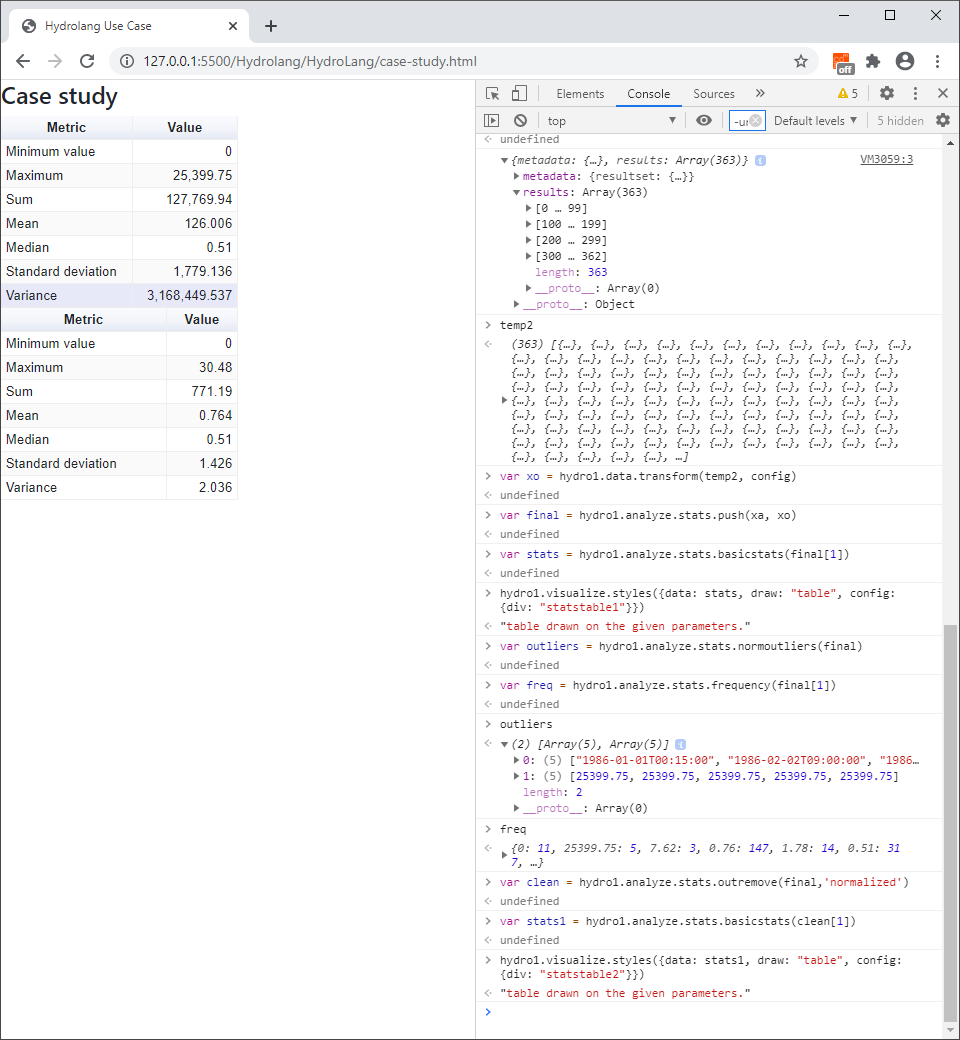 Hydrolang Use Case
127.0.0.1:5500/Hydrolang/HydroLang/case-study.html
off
Case study
Metric Value
Minimum value 0
Maximum 25,399.75
Sum 127,769.94
Mean 126.006
Median 0.51
Standard deviation 1,779.136
Variance 3,168,449.537
Metric Value
Minimum value 0
Maximum 30.48
Sum 771.19
Mean 0.764
Median 0.51
Standard deviation 1.426
Variance 2.036
Elements Console Sources » 5
top Default levels ▼ 5 hidden
undefined
{metadata: {…}, results: Array(363)} VM3059:3
metadata: {resultset: {…}}
results: Array(363)
[0 … 99]
[100 … 199]
[200 … 299]
[300 … 362]
length: 363
__proto__: Array(0)
__proto__: Object
temp2
(363) [{…}, {…}, {…}, {…}, {…}, {…}, {…}, {…}, {…}, {…}, {…},
{…}, {…}, {…}, {…}, {…}, {…}, {…}, {…}, {…}, {…}, {…}, {…},
{…}, {…}, {…}, {…}, {…}, {…}, {…}, {…}, {…}, {…}, {…}, {…},
{…}, {…}, {…}, {…}, {…}, {…}, {…}, {…}, {…}, {…}, {…}, {…},
{…}, {…}, {…}, {…}, {…}, {…}, {…}, {…}, {…}, {…}, {…}, {…},
{…}, {…}, {…}, {…}, {…}, {…}, {…}, {…}, {…}, {…}, {…}, {…},
{…}, {…}, {…}, {…}, {…}, {…}, {…}, {…}, {…}, {…}, {…}, {…},
{…}, {…}, {…}, {…}, {…}, {…}, {…}, {…}, {…}, {…}, {…}, {…},
{…}, {…}, {…}, {…}, {…}, …]
var xo = hydro1.data.transform(temp2, config)
undefined
var final = hydro1.analyze.stats.push(xa, xo)
undefined
var stats = hydro1.analyze.stats.basicstats(final[1])
undefined
hydro1.visualize.styles({data: stats, draw: "table", config:
{div: "statstable1"}})
"table drawn on the given parameters."
var outliers = hydro1.analyze.stats.normoutliers(final)
undefined
var freq = hydro1.analyze.stats.frequency(final[1])
undefined
outliers
(2) [Array(5), Array(5)]
0: (5) ["1986-01-01T00:15:00", "1986-02-02T09:00:00", "1986…
1: (5) [25399.75, 25399.75, 25399.75, 25399.75, 25399.75]
length: 2
__proto__: Array(0)
freq
{0: 11, 25399.75: 5, 7.62: 3, 0.76: 147, 1.78: 14, 0.51: 31
7, …}
var clean = hydro1.analyze.stats.outremove(final,'normalized')
undefined
var stats1 = hydro1.analyze.stats.basicstats(clean[1])
undefined
hydro1.visualize.styles({data: stats1, draw: "table", config:
{div: "statstable2"}})
"table drawn on the given parameters."